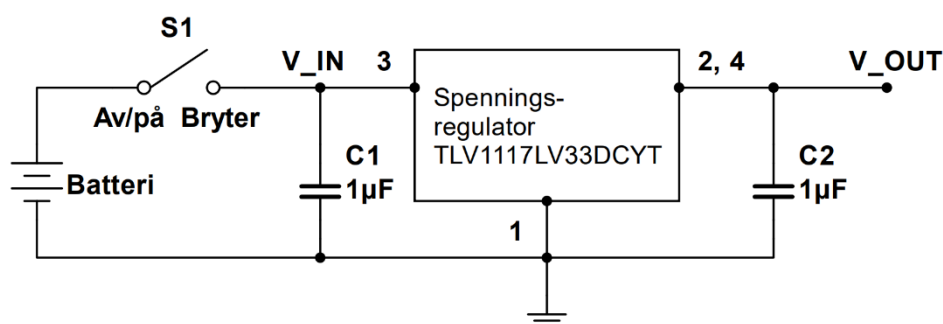 S1
V_IN
3
2, 4
V_OUT
Av/på Bryter
Spennings-
regulator
TLV1117LV33DCYT
Batteri
C1
1µF
C2
1µF
1